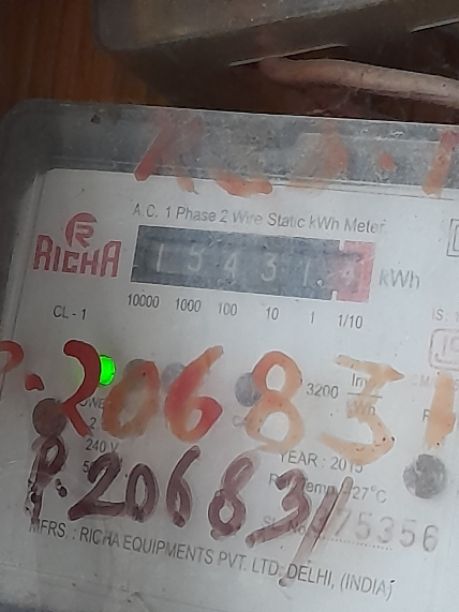 A.C. 1 Phase 2 Wire Static kWh Meter
RICHA
15431.4 kWh
10000 1000 100 10 1 1/10
CL - 1
P.206831
3200 Imp/kWh
240 V
P.206831
YEAR : 2015
27°C
75356
MFRS. : RICHA EQUIPMENTS PVT. LTD. DELHI, (INDIA)